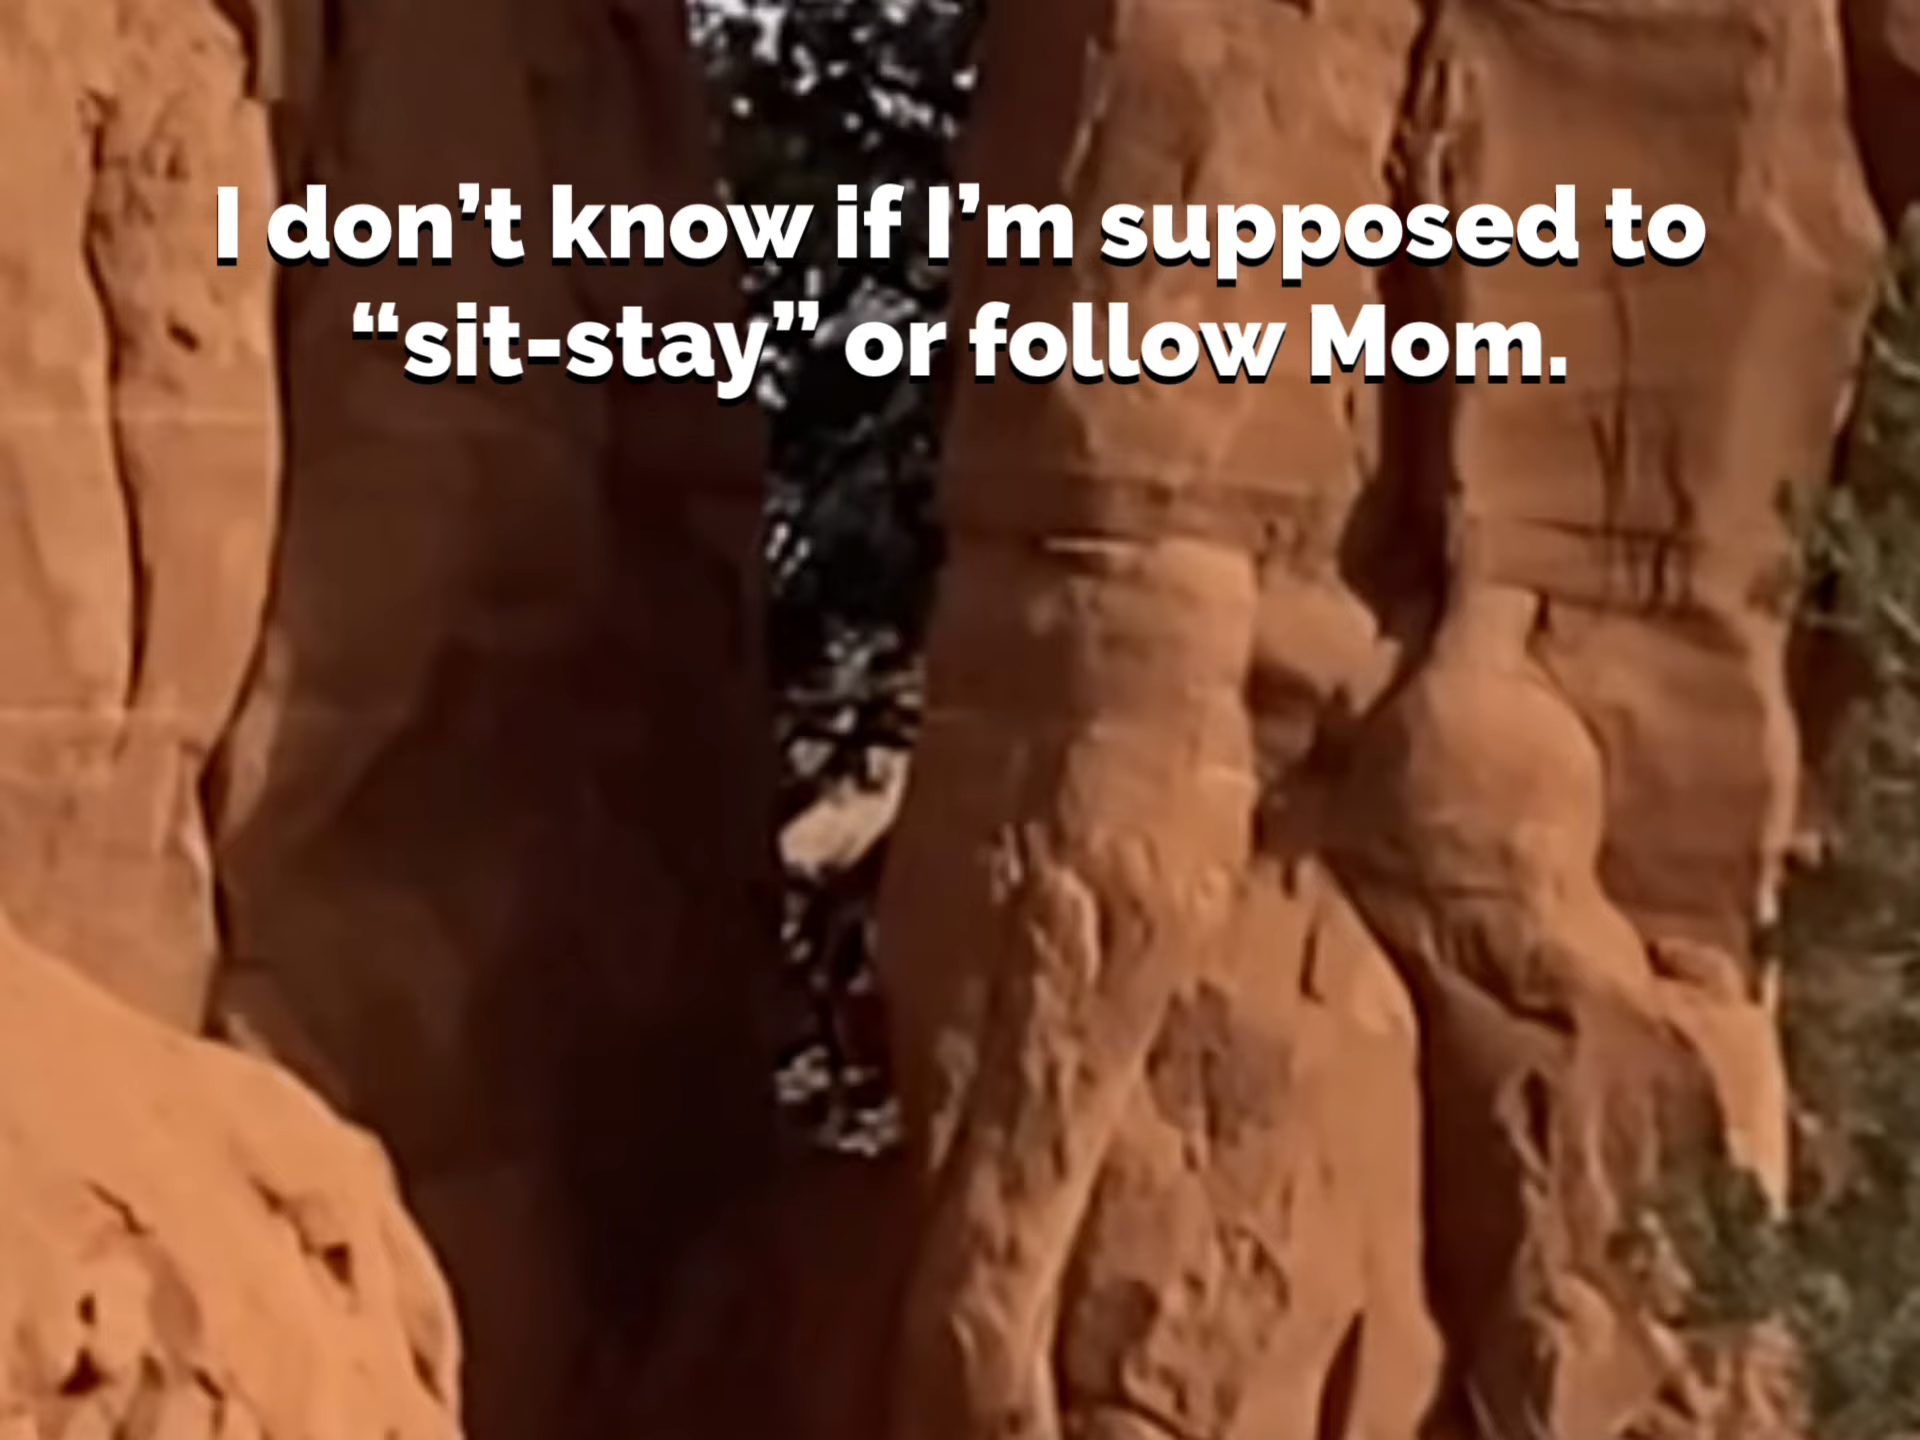 I don’t know if I’m supposed to
“sit-stay” or follow Mom.